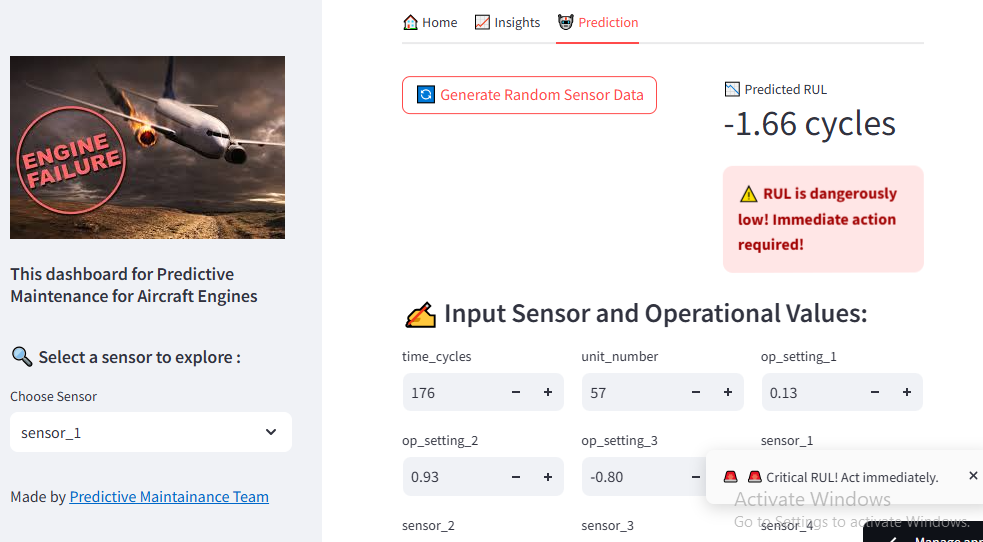 Home Insights Prediction
Generate Random Sensor Data
Predicted RUL
-1.66 cycles
RUL is dangerously
low! Immediate action
required!
ENGINE
FAILURE
This dashboard for Predictive
Maintenance for Aircraft Engines
Select a sensor to explore :
Choose Sensor
sensor_1
Made by Predictive Maintainance Team
Input Sensor and Operational Values:
time_cycles unit_number op_setting_1
176 − + 57 − + 0.13 − +
op_setting_2 op_setting_3 sensor_1
0.93 − + -0.80 −
Critical RUL! Act immediately. ×
Activate Windows
Go to Settings to activate Windows.
sensor_2 sensor_3 sensor_4